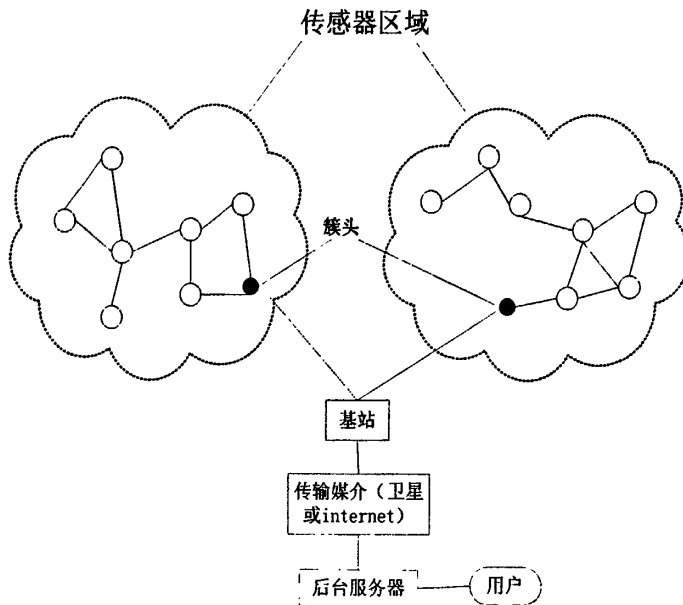 传感器区域
簇头
基站
传输媒介（卫星
或internet）
后台服务器
用户